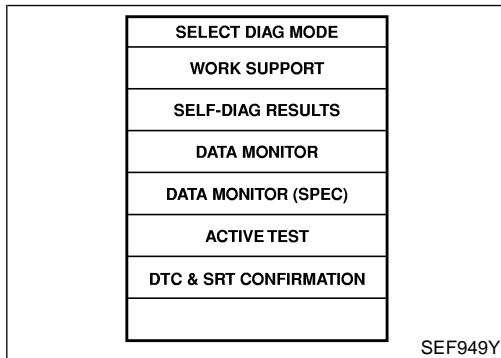 SELECT DIAG MODE
WORK SUPPORT
SELF-DIAG RESULTS
DATA MONITOR
DATA MONITOR (SPEC)
ACTIVE TEST
DTC & SRT CONFIRMATION
SEF949Y